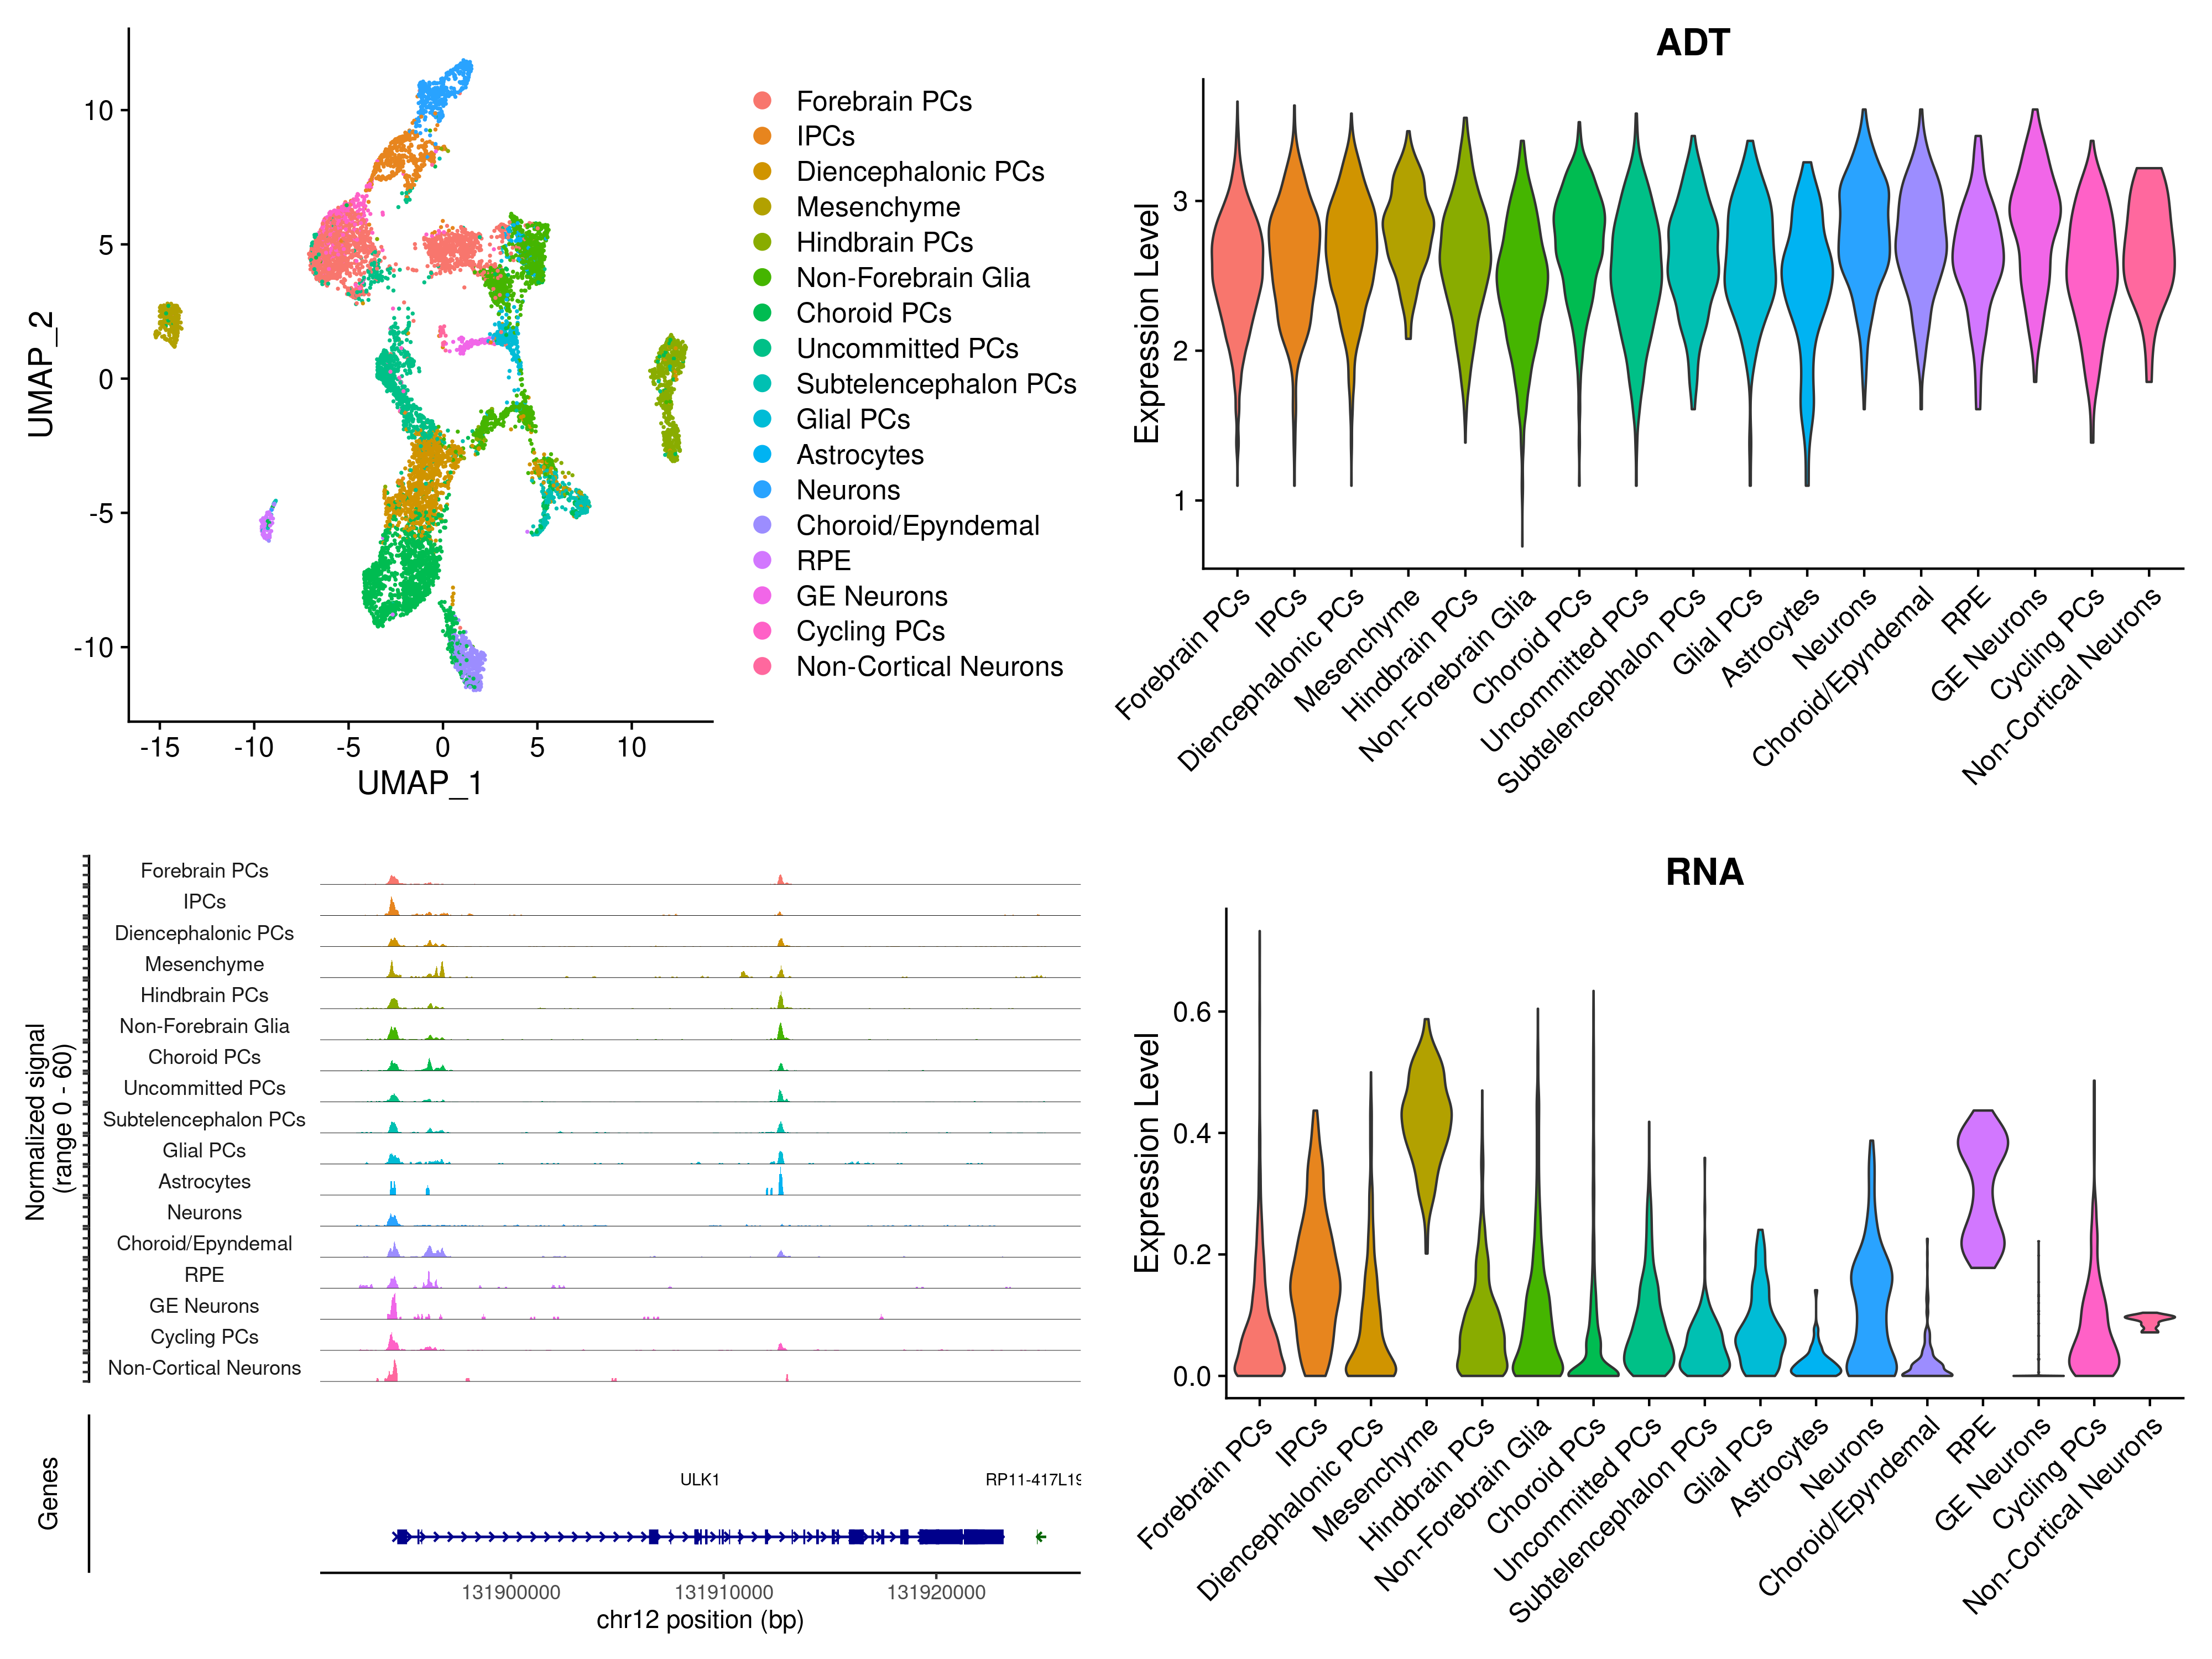 10
5
0
-5
-10
UMAP_2
-15 -10 -5 0 5 10
UMAP_1
Forebrain PCs
IPCs
Diencephalonic PCs
Mesenchyme
Hindbrain PCs
Non-Forebrain Glia
Choroid PCs
Uncommitted PCs
Subtelencephalon PCs
Glial PCs
Astrocytes
Neurons
Choroid/Epyndemal
RPE
GE Neurons
Cycling PCs
Non-Cortical Neurons
ADT
Expression Level
3
2
1
Forebrain PCs
IPCs
Diencephalonic PCs
Mesenchyme
Hindbrain PCs
Non-Forebrain Glia
Choroid PCs
Uncommitted PCs
Subtelencephalon PCs
Glial PCs
Astrocytes
Neurons
Choroid/Epyndemal
RPE
GE Neurons
Cycling PCs
Non-Cortical Neurons
Normalized signal
(range 0 - 60)
Forebrain PCs
IPCs
Diencephalonic PCs
Mesenchyme
Hindbrain PCs
Non-Forebrain Glia
Choroid PCs
Uncommitted PCs
Subtelencephalon PCs
Glial PCs
Astrocytes
Neurons
Choroid/Epyndemal
RPE
GE Neurons
Cycling PCs
Non-Cortical Neurons
Genes
ULK1
RP11-417L19
131900000 131910000 131920000
chr12 position (bp)
RNA
Expression Level
0.6
0.4
0.2
0.0
Forebrain PCs
IPCs
Diencephalonic PCs
Mesenchyme
Hindbrain PCs
Non-Forebrain Glia
Choroid PCs
Uncommitted PCs
Subtelencephalon PCs
Glial PCs
Astrocytes
Neurons
Choroid/Epyndemal
RPE
GE Neurons
Cycling PCs
Non-Cortical Neurons